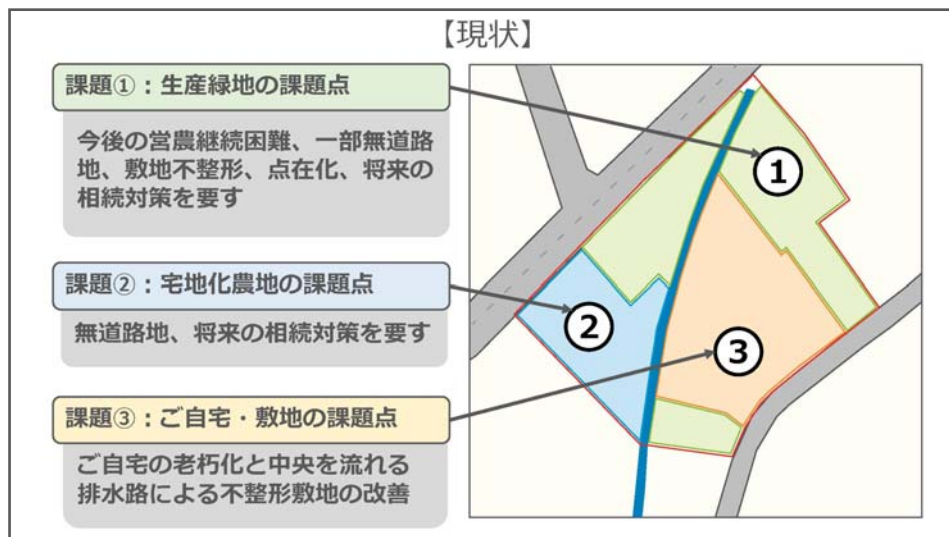 【現状】
課題①：生産緑地の課題点
今後の営農継続困難、一部無道路
地、敷地不整形、点在化、将来の
相続対策を要す
課題②：宅地化農地の課題点
無道路地、将来の相続対策を要す
課題③：ご自宅・敷地の課題点
ご自宅の老朽化と中央を流れる
排水路による不整形敷地の改善
1
2
3